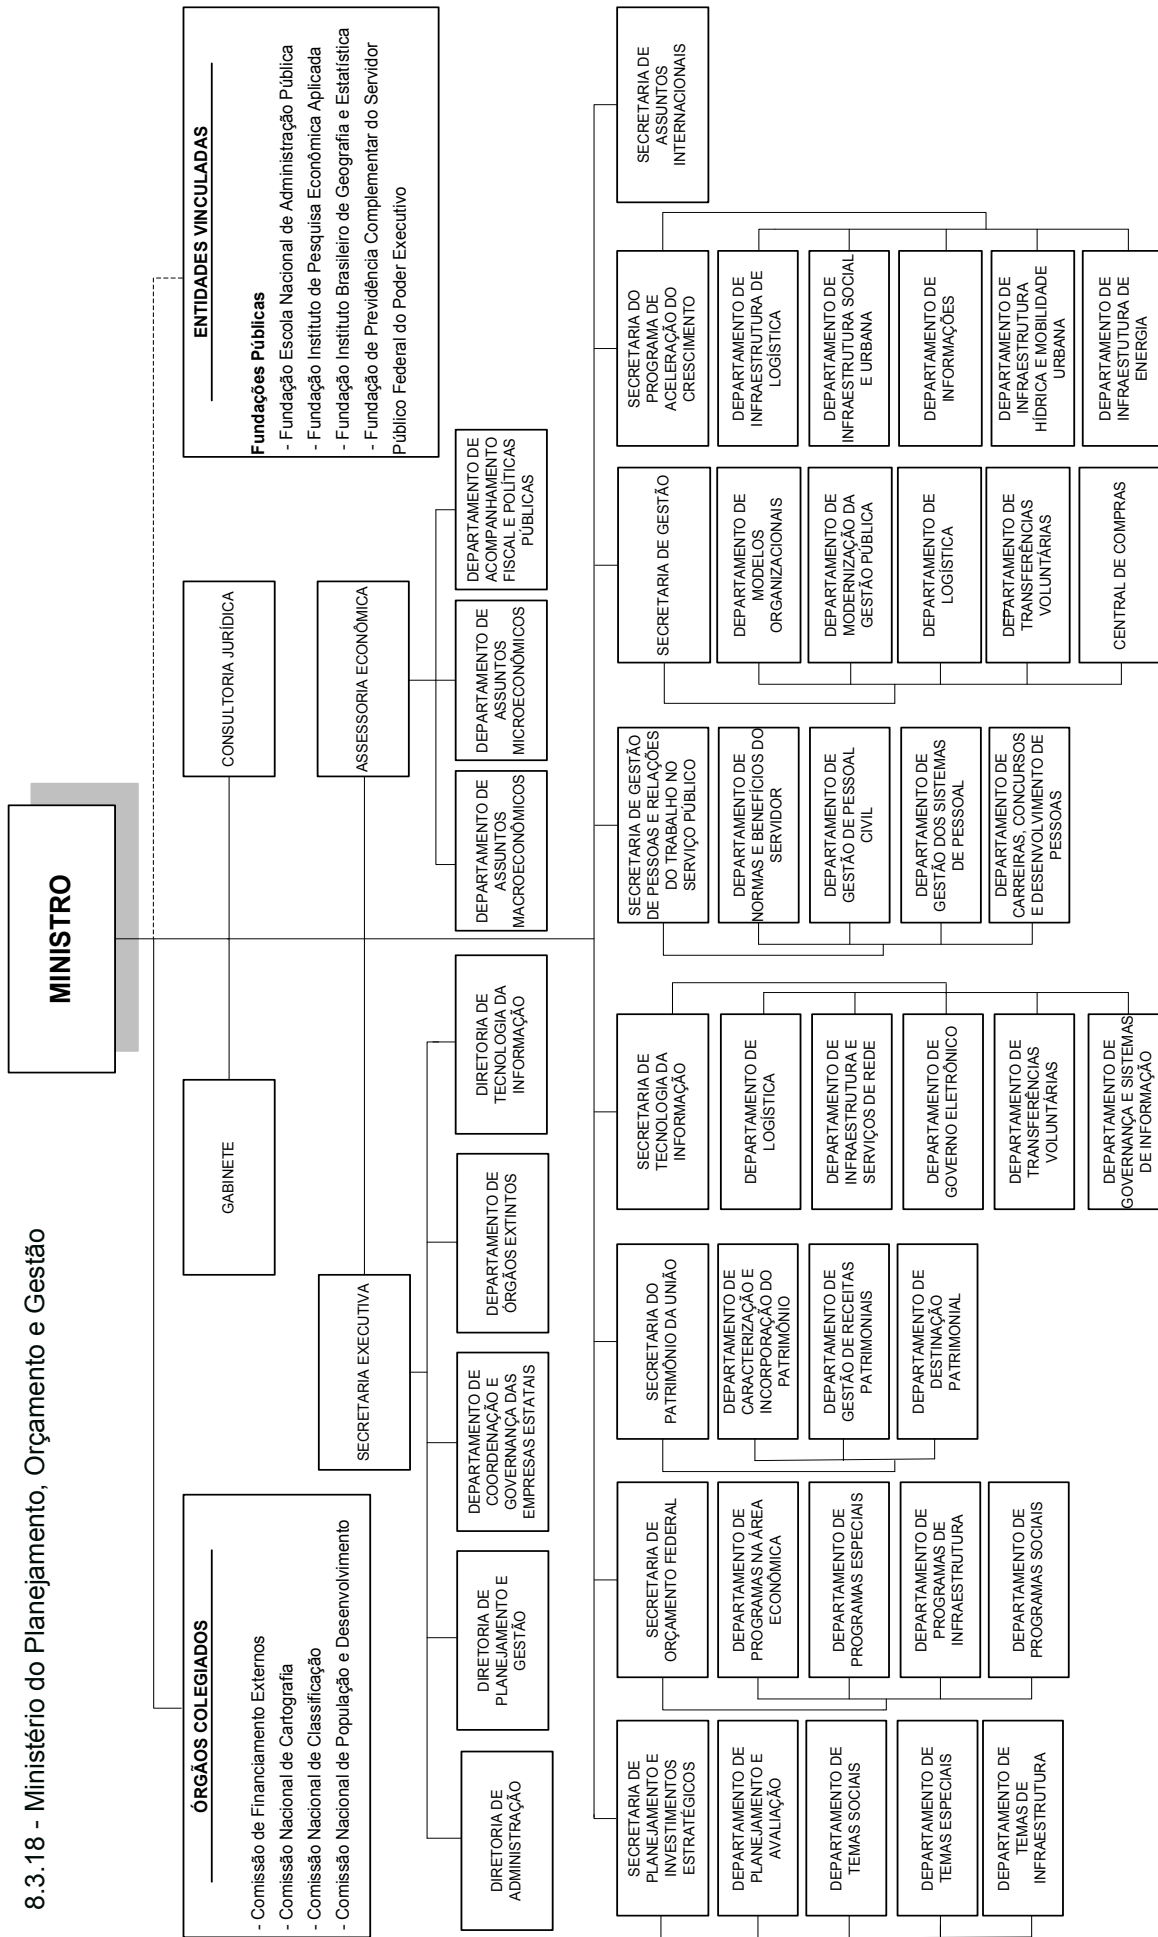 8.3.18 - Ministério do Planejamento, Orçamento e Gestão
MINISTRO
ÓRGÃOS COLEGIADOS
- Comissão de Financiamento Externos
- Comissão Nacional de Cartografia
- Comissão Nacional de Classificação
- Comissão Nacional de População e Desenvolvimento
GABINETE
CONSULTORIA JURÍDICA
ENTIDADES VINCULADAS
Fundações Públicas
- Fundação Escola Nacional de Administração Pública
- Fundação Instituto de Pesquisa Econômica Aplicada
- Fundação Instituto Brasileiro de Geografia e Estatística
- Fundação de Previdência Complementar do Servidor
Público Federal do Poder Executivo
SECRETARIA EXECUTIVA
ASSESSORIA ECONÔMICA
DIRETORIA DE
ADMINISTRAÇÃO
DIRETORIA DE
PLANEJAMENTO E
GESTÃO
DEPARTAMENTO DE
COORDENAÇÃO E
GOVERNANÇA DAS
EMPRESAS ESTATAIS
DEPARTAMENTO DE
ÓRGÃOS EXTINTOS
DIRETORIA DE
TECNOLOGIA DA
INFORMAÇÃO
DEPARTAMENTO DE
ASSUNTOS
MACROECONÔMICOS
DEPARTAMENTO DE
ASSUNTOS
MICROECONÔMICOS
DEPARTAMENTO DE
ACOMPANHAMENTO
FISCAL E POLÍTICAS
PÚBLICAS
SECRETARIA DE
PLANEJAMENTO E
INVESTIMENTOS
ESTRATÉGICOS
DEPARTAMENTO DE
PLANEJAMENTO E
AVALIAÇÃO
DEPARTAMENTO DE
TEMAS SOCIAIS
DEPARTAMENTO DE
TEMAS ESPECIAIS
DEPARTAMENTO DE
TEMAS DE
INFRAESTRUTURA
SECRETARIA DE
ORÇAMENTO FEDERAL
DEPARTAMENTO DE
PROGRAMAS NA ÁREA
ECONÔMICA
DEPARTAMENTO DE
PROGRAMAS ESPECIAIS
DEPARTAMENTO DE
PROGRAMAS DE
INFRAESTRUTURA
DEPARTAMENTO DE
PROGRAMAS SOCIAIS
SECRETARIA DO
PATRIMÔNIO DA UNIÃO
DEPARTAMENTO DE
CARACTERIZAÇÃO E
INCORPORAÇÃO DO
PATRIMÔNIO
DEPARTAMENTO DE
GESTÃO DE RECEITAS
PATRIMONIAIS
DEPARTAMENTO DE
DESTINAÇÃO
PATRIMONIAL
SECRETARIA DE
TECNOLOGIA DA
INFORMAÇÃO
DEPARTAMENTO DE
LOGÍSTICA
DEPARTAMENTO DE
INFRAESTRUTURA E
SERVIÇOS DE REDE
DEPARTAMENTO DE
GOVERNO ELETRÔNICO
DEPARTAMENTO DE
TRANSFERÊNCIAS
VOLUNTÁRIAS
DEPARTAMENTO DE
GOVERNANÇA E SISTEMAS
DE INFORMAÇÃO
SECRETARIA DE GESTÃO
DE PESSOAS E RELAÇÕES
DO TRABALHO NO
SERVIÇO PÚBLICO
DEPARTAMENTO DE
NORMAS E BENEFÍCIOS DO
SERVIDOR
DEPARTAMENTO DE
GESTÃO DE PESSOAL
CIVIL
DEPARTAMENTO DE
GESTÃO DOS SISTEMAS
DE PESSOAL
DEPARTAMENTO DE
CARREIRAS, CONCURSOS
E DESENVOLVIMENTO DE
PESSOAS
SECRETARIA DE GESTÃO
DEPARTAMENTO DE
MODELOS
ORGANIZACIONAIS
DEPARTAMENTO DE
MODERNIZAÇÃO DA
GESTÃO PÚBLICA
DEPARTAMENTO DE
LOGÍSTICA
DEPARTAMENTO DE
TRANSFERÊNCIAS
VOLUNTÁRIAS
CENTRAL DE COMPRAS
SECRETARIA DO
PROGRAMA DE
ACELERAÇÃO DO
CRESCIMENTO
DEPARTAMENTO DE
INFRAESTRUTURA DE
LOGÍSTICA
DEPARTAMENTO DE
INFRAESTRUTURA SOCIAL
E URBANA
DEPARTAMENTO DE
INFORMAÇÕES
DEPARTAMENTO DE
INFRAESTRUTURA
HÍDRICA E MOBILIDADE
URBANA
DEPARTAMENTO DE
INFRAESTUTURA DE
ENERGIA
SECRETARIA DE
ASSUNTOS
INTERNACIONAIS